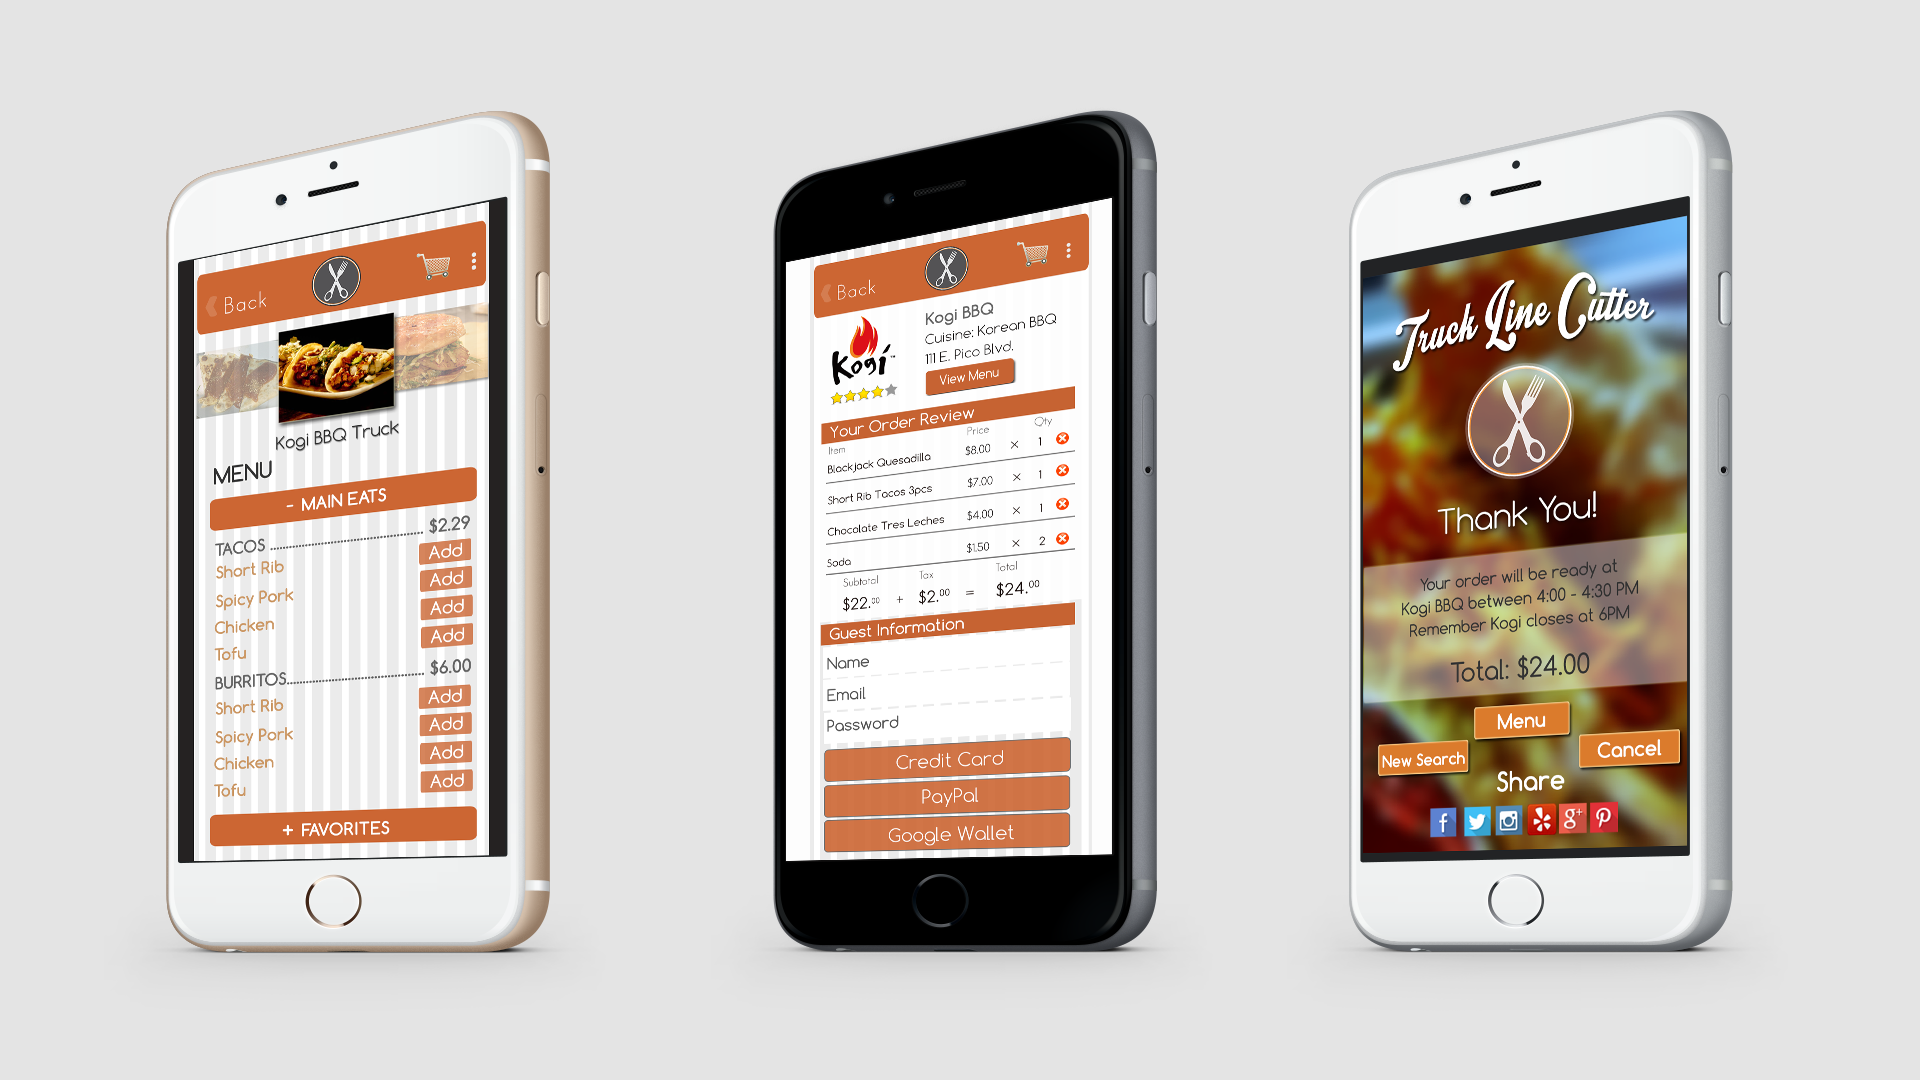 Back
Kogi BBQ Truck
MENU
- MAIN EATS
TACOS $2.29
Short Rib Add
Spicy Pork Add
Chicken Add
Tofu Add
BURRITOS $6.00
Short Rib Add
Spicy Pork Add
Chicken Add
Tofu Add
+ FAVORITES
Back
Kogi™
Kogi BBQ
Cuisine: Korean BBQ
111 E. Pico Blvd.
View Menu
Your Order Review
Item Price Qty
Blackjack Quesadilla $8.00 × 1
Short Rib Tacos 3pcs $7.00 × 1
Chocolate Tres Leches $4.00 × 1
Soda $1.50 × 2
Subtotal Tax Total
$22.00 + $2.00 = $24.00
Guest Information
Name
Email
Password
Credit Card
PayPal
Google Wallet
Truck Line Cutter
Thank You!
Your order will be ready at
Kogi BBQ between 4:00 - 4:30 PM
Remember Kogi closes at 6PM
Total: $24.00
Menu
New Search
Cancel
Share
f
g+